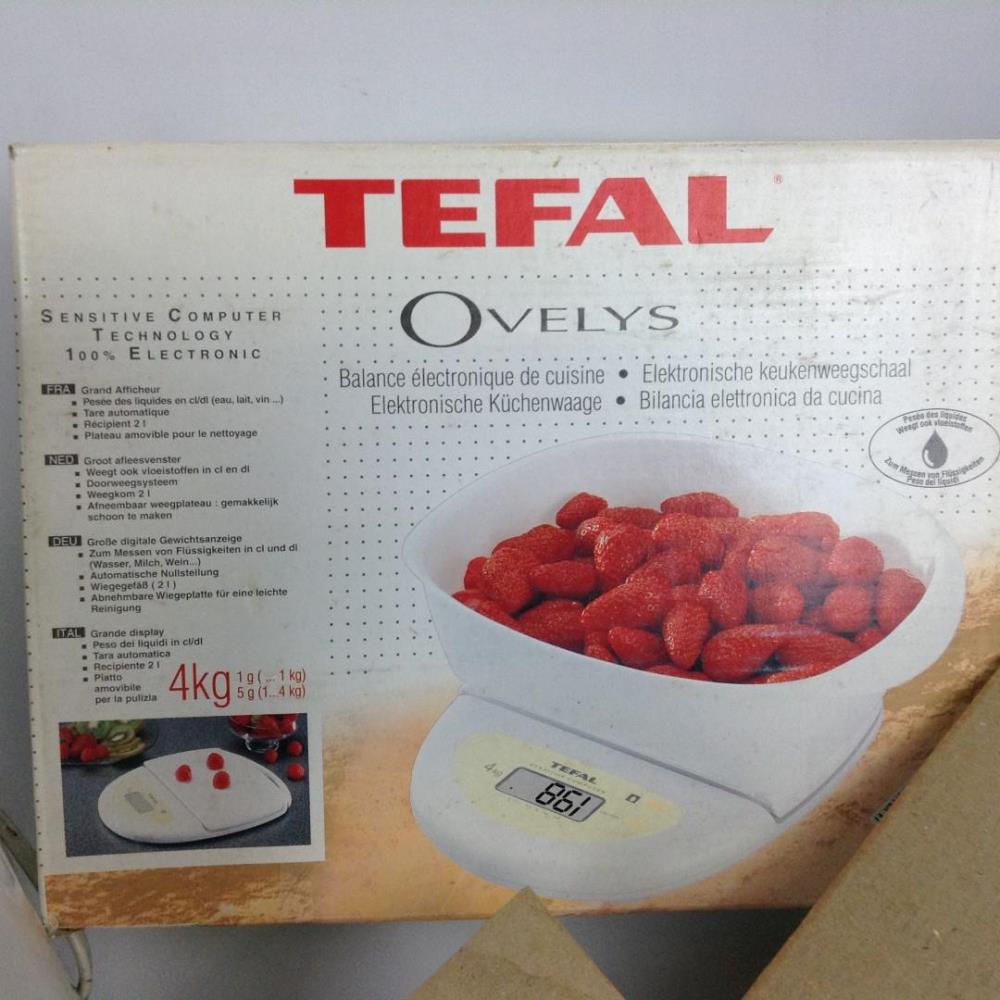 TEFAL®
OVELYS
SENSITIVE COMPUTER
TECHNOLOGY
100% ELECTRONIC
Balance électronique de cuisine • Elektronische keukenweegschaal
Elektronische Küchenwaage • Bilancia elettronica da cucina
FRA Grand Afficheur
▪ Pesée des liquides en cl/dl (eau, lait, vin ...)
▪ Tare automatique
▪ Récipient 2 l
▪ Plateau amovible pour le nettoyage
NED Groot afleesvenster
▪ Weegt ook vloeistoffen in cl en dl
▪ Doorweegsysteem
▪ Weegkom 2 l
▪ Afneembaar weegplateau : gemakkelijk
schoon te maken
DEU Große digitale Gewichtsanzeige
▪ Zum Messen von Flüssigkeiten in cl und dl
(Wasser, Milch, Wein...)
▪ Automatische Nullstellung
▪ Wiegegefäß ( 2 l )
▪ Abnehmbare Wiegeplatte für eine leichte
Reinigung
ITAL Grande display
▪ Peso dei liquidi in cl/dl
▪ Tara automatica
▪ Recipiente 2 l
▪ Piatto
amovibile
per la pulizia
4kg
1 g ( ... 1 kg)
5 g (1...4 kg)
Pesée des liquides
Weegt ook vloeistoffen
Zum Messen von Flüssigkeiten
Peso dei liquidi
4kg
TEFAL
SENSITIVE COMPUTER
861